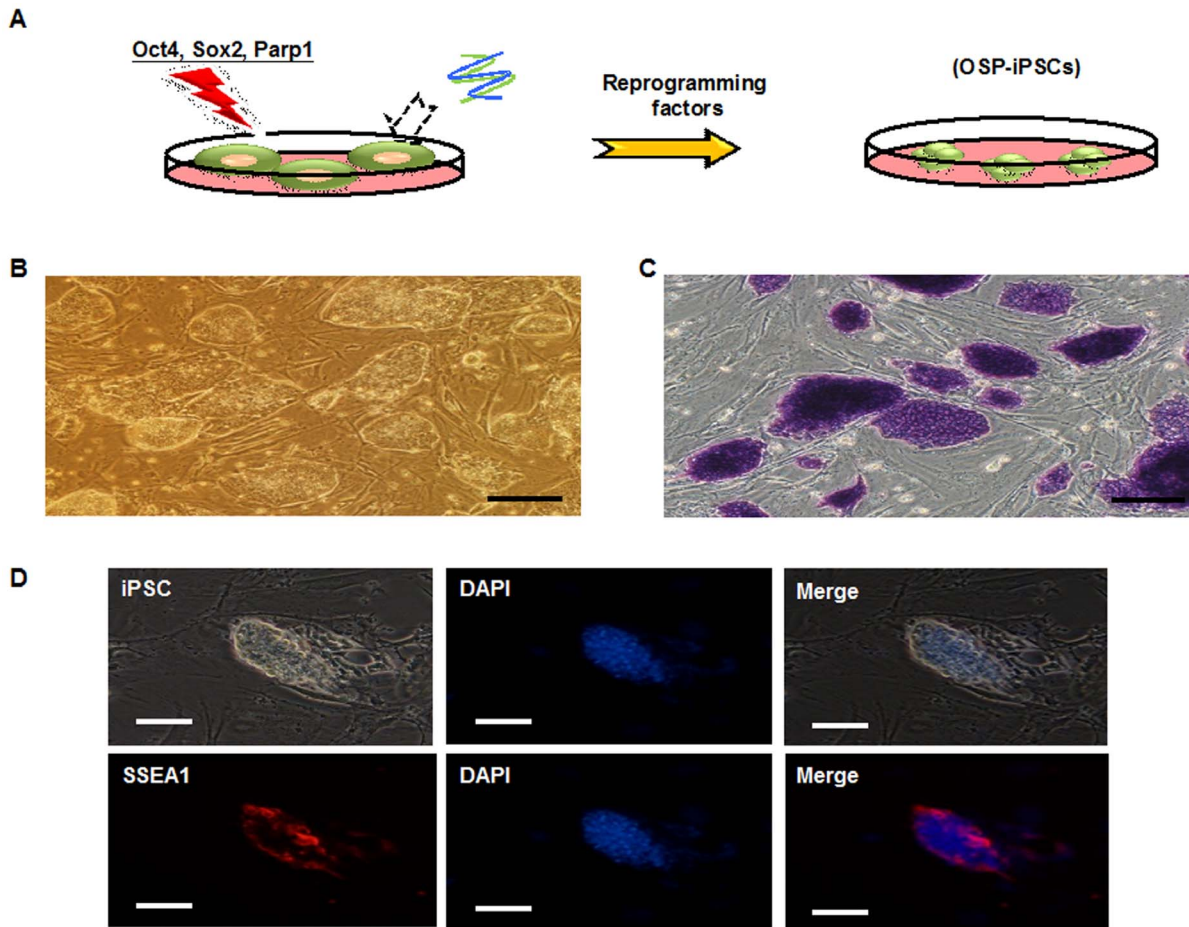 A
Oct4, Sox2, Parp1
Reprogramming
factors
(OSP-iPSCs)
B
C
D
iPSC
DAPI
Merge
SSEA1
DAPI
Merge